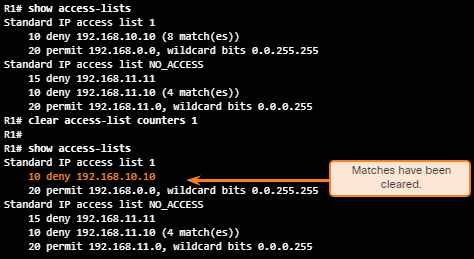 R1# show access-lists
Standard IP access list 1
    10 deny 192.168.10.10 (8 match(es))
    20 permit 192.168.0.0, wildcard bits 0.0.255.255
Standard IP access list NO_ACCESS
    15 deny 192.168.11.11
    10 deny 192.168.11.10 (4 match(es))
    20 permit 192.168.11.0, wildcard bits 0.0.0.255
R1# clear access-list counters 1
R1#
R1# show access-lists
Standard IP access list 1
    10 deny 192.168.10.10
    20 permit 192.168.0.0, wildcard bits 0.0.255.255
Standard IP access list NO_ACCESS
    15 deny 192.168.11.11
    10 deny 192.168.11.10 (4 match(es))
    20 permit 192.168.11.0, wildcard bits 0.0.0.255
Matches have been
cleared.